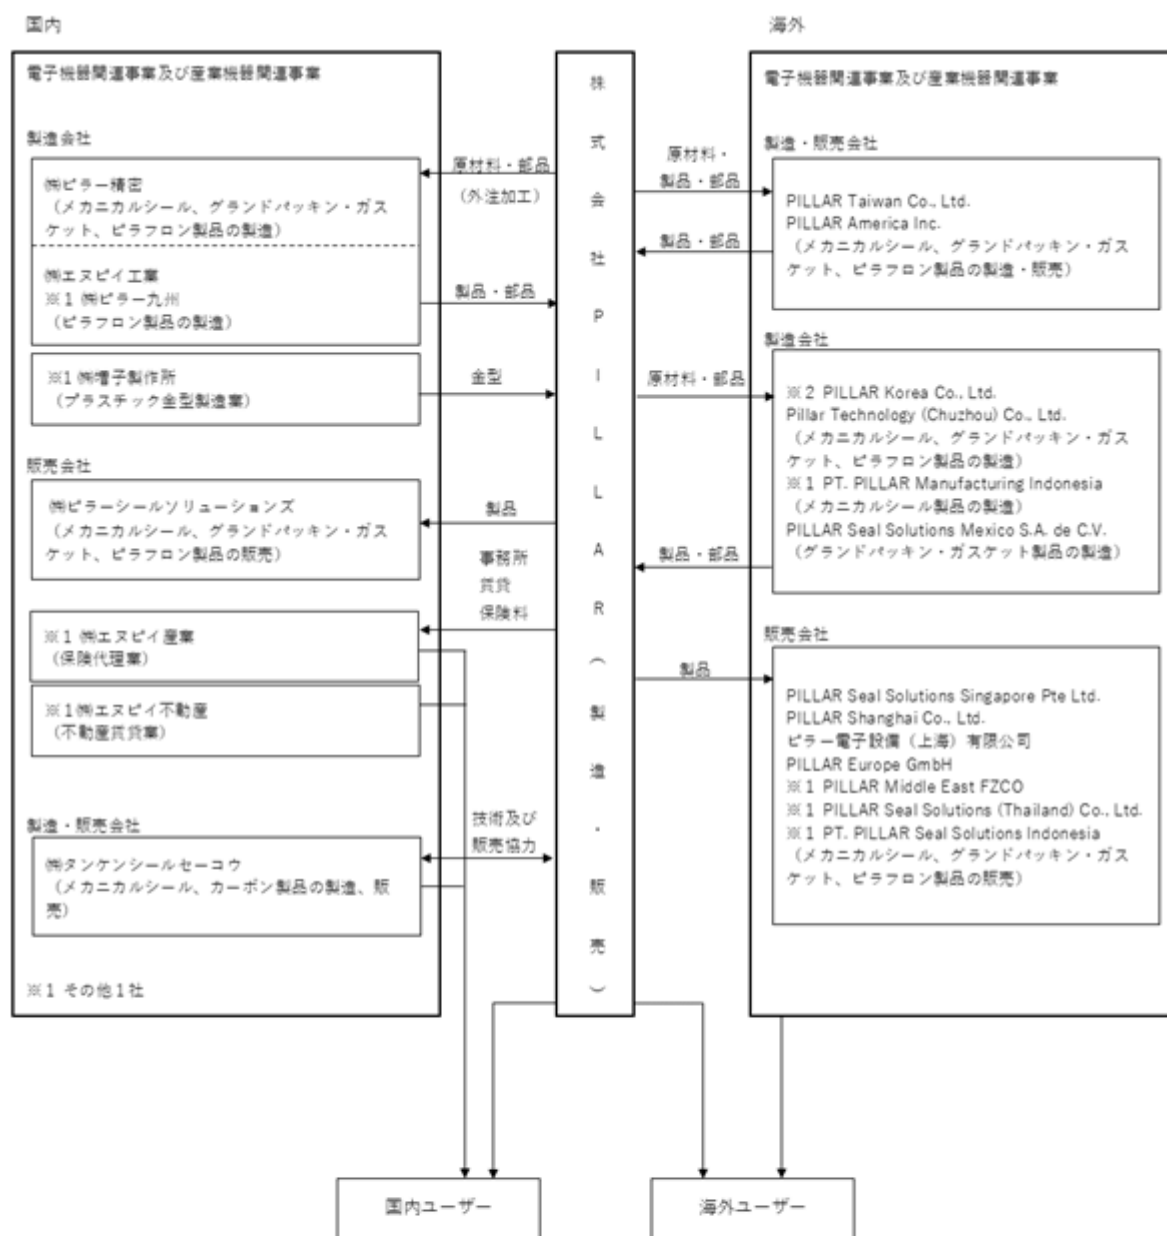 国内
電子機器関連事業及び産業機器関連事業
製造会社
㈱ピラー精密
（メカニカルシール、グランドパッキン・ガス
ケット、ピラフロン製品の製造）
㈱エヌピイ工業
※1 ㈱ピラー九州
（ピラフロン製品の製造）
※1 ㈱増子製作所
（プラスチック金型製造業）
販売会社
㈱ピラーシールソリューションズ
（メカニカルシール、グランドパッキン・ガス
ケット、ピラフロン製品の販売）
※1 ㈱エヌピイ産業
（保険代理業）
※1㈱エヌピイ不動産
（不動産賃貸業）
製造・販売会社
㈱タンケンシールセーコウ
（メカニカルシール、カーボン製品の製造、販
売）
※1 その他1社
原材料・部品
（外注加工）
製品・部品
金型
製品
事務所
賃貸
保険料
技術及び
販売協力
株式会社PILLAR（製造・販売）
原材料・
製品・部品
製品・部品
原材料・部品
製品・部品
製品
海外
電子機器関連事業及び産業機器関連事業
製造・販売会社
PILLAR Taiwan Co., Ltd.
PILLAR America Inc.
（メカニカルシール、グランドパッキン・ガス
ケット、ピラフロン製品の製造・販売）
製造会社
※2 PILLAR Korea Co., Ltd.
Pillar Technology (Chuzhou) Co., Ltd.
（メカニカルシール、グランドパッキン・ガス
ケット、ピラフロン製品の製造）
※1 PT. PILLAR Manufacturing Indonesia
（メカニカルシール製品の製造）
PILLAR Seal Solutions Mexico S.A. de C.V.
（グランドパッキン・ガスケット製品の製造）
販売会社
PILLAR Seal Solutions Singapore Pte Ltd.
PILLAR Shanghai Co., Ltd.
ピラー電子設備（上海）有限公司
PILLAR Europe GmbH
※1 PILLAR Middle East FZCO
※1 PILLAR Seal Solutions (Thailand) Co., Ltd.
※1 PT. PILLAR Seal Solutions Indonesia
（メカニカルシール、グランドパッキン・ガス
ケット、ピラフロン製品の販売）
国内ユーザー
海外ユーザー